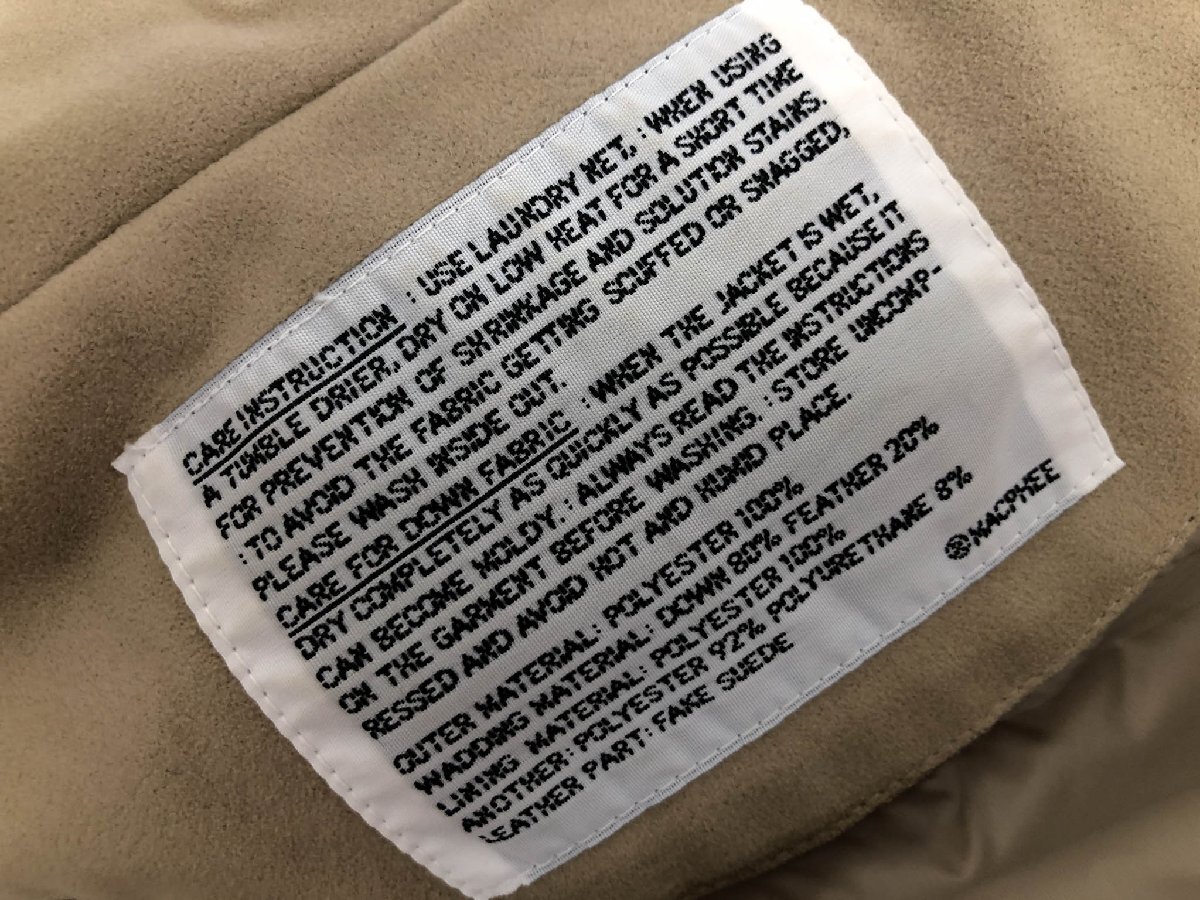 CARE INSTRUCTION : USE LAUNDRY NET, : WHEN USING
A TUMBLE DRIER, DRY ON LOW HEAT FOR A SHORT TIME
FOR PREVENTION OF SHRINKAGE AND SOLUTION STAINS.
: TO AVOID THE FABRIC GETTING SCUFFED OR SNAGGED,
PLEASE WASH INSIDE OUT.
CARE FOR DOWN FABRIC : WHEN THE JACKET IS WET,
DRY COMPLETELY AS QUICKLY AS POSSIBLE BECAUSE IT
CAN BECOME MOLDY. : ALWAYS READ THE INSTRUCTIONS
ON THE GARMENT BEFORE WASHING. : STORE UNCOMP-
RESSED AND AVOID HOT AND HUMID PLACE.
OUTER MATERIAL: POLYESTER 100%
WADDING MATERIAL: DOWN 80% FEATHER 20%
LINING MATERIAL: POLYESTER 100%
ANOTHER: POLYESTER 92% POLYURETHANE 8%
LEATHER PART: FAKE SUEDE
MACPHEE